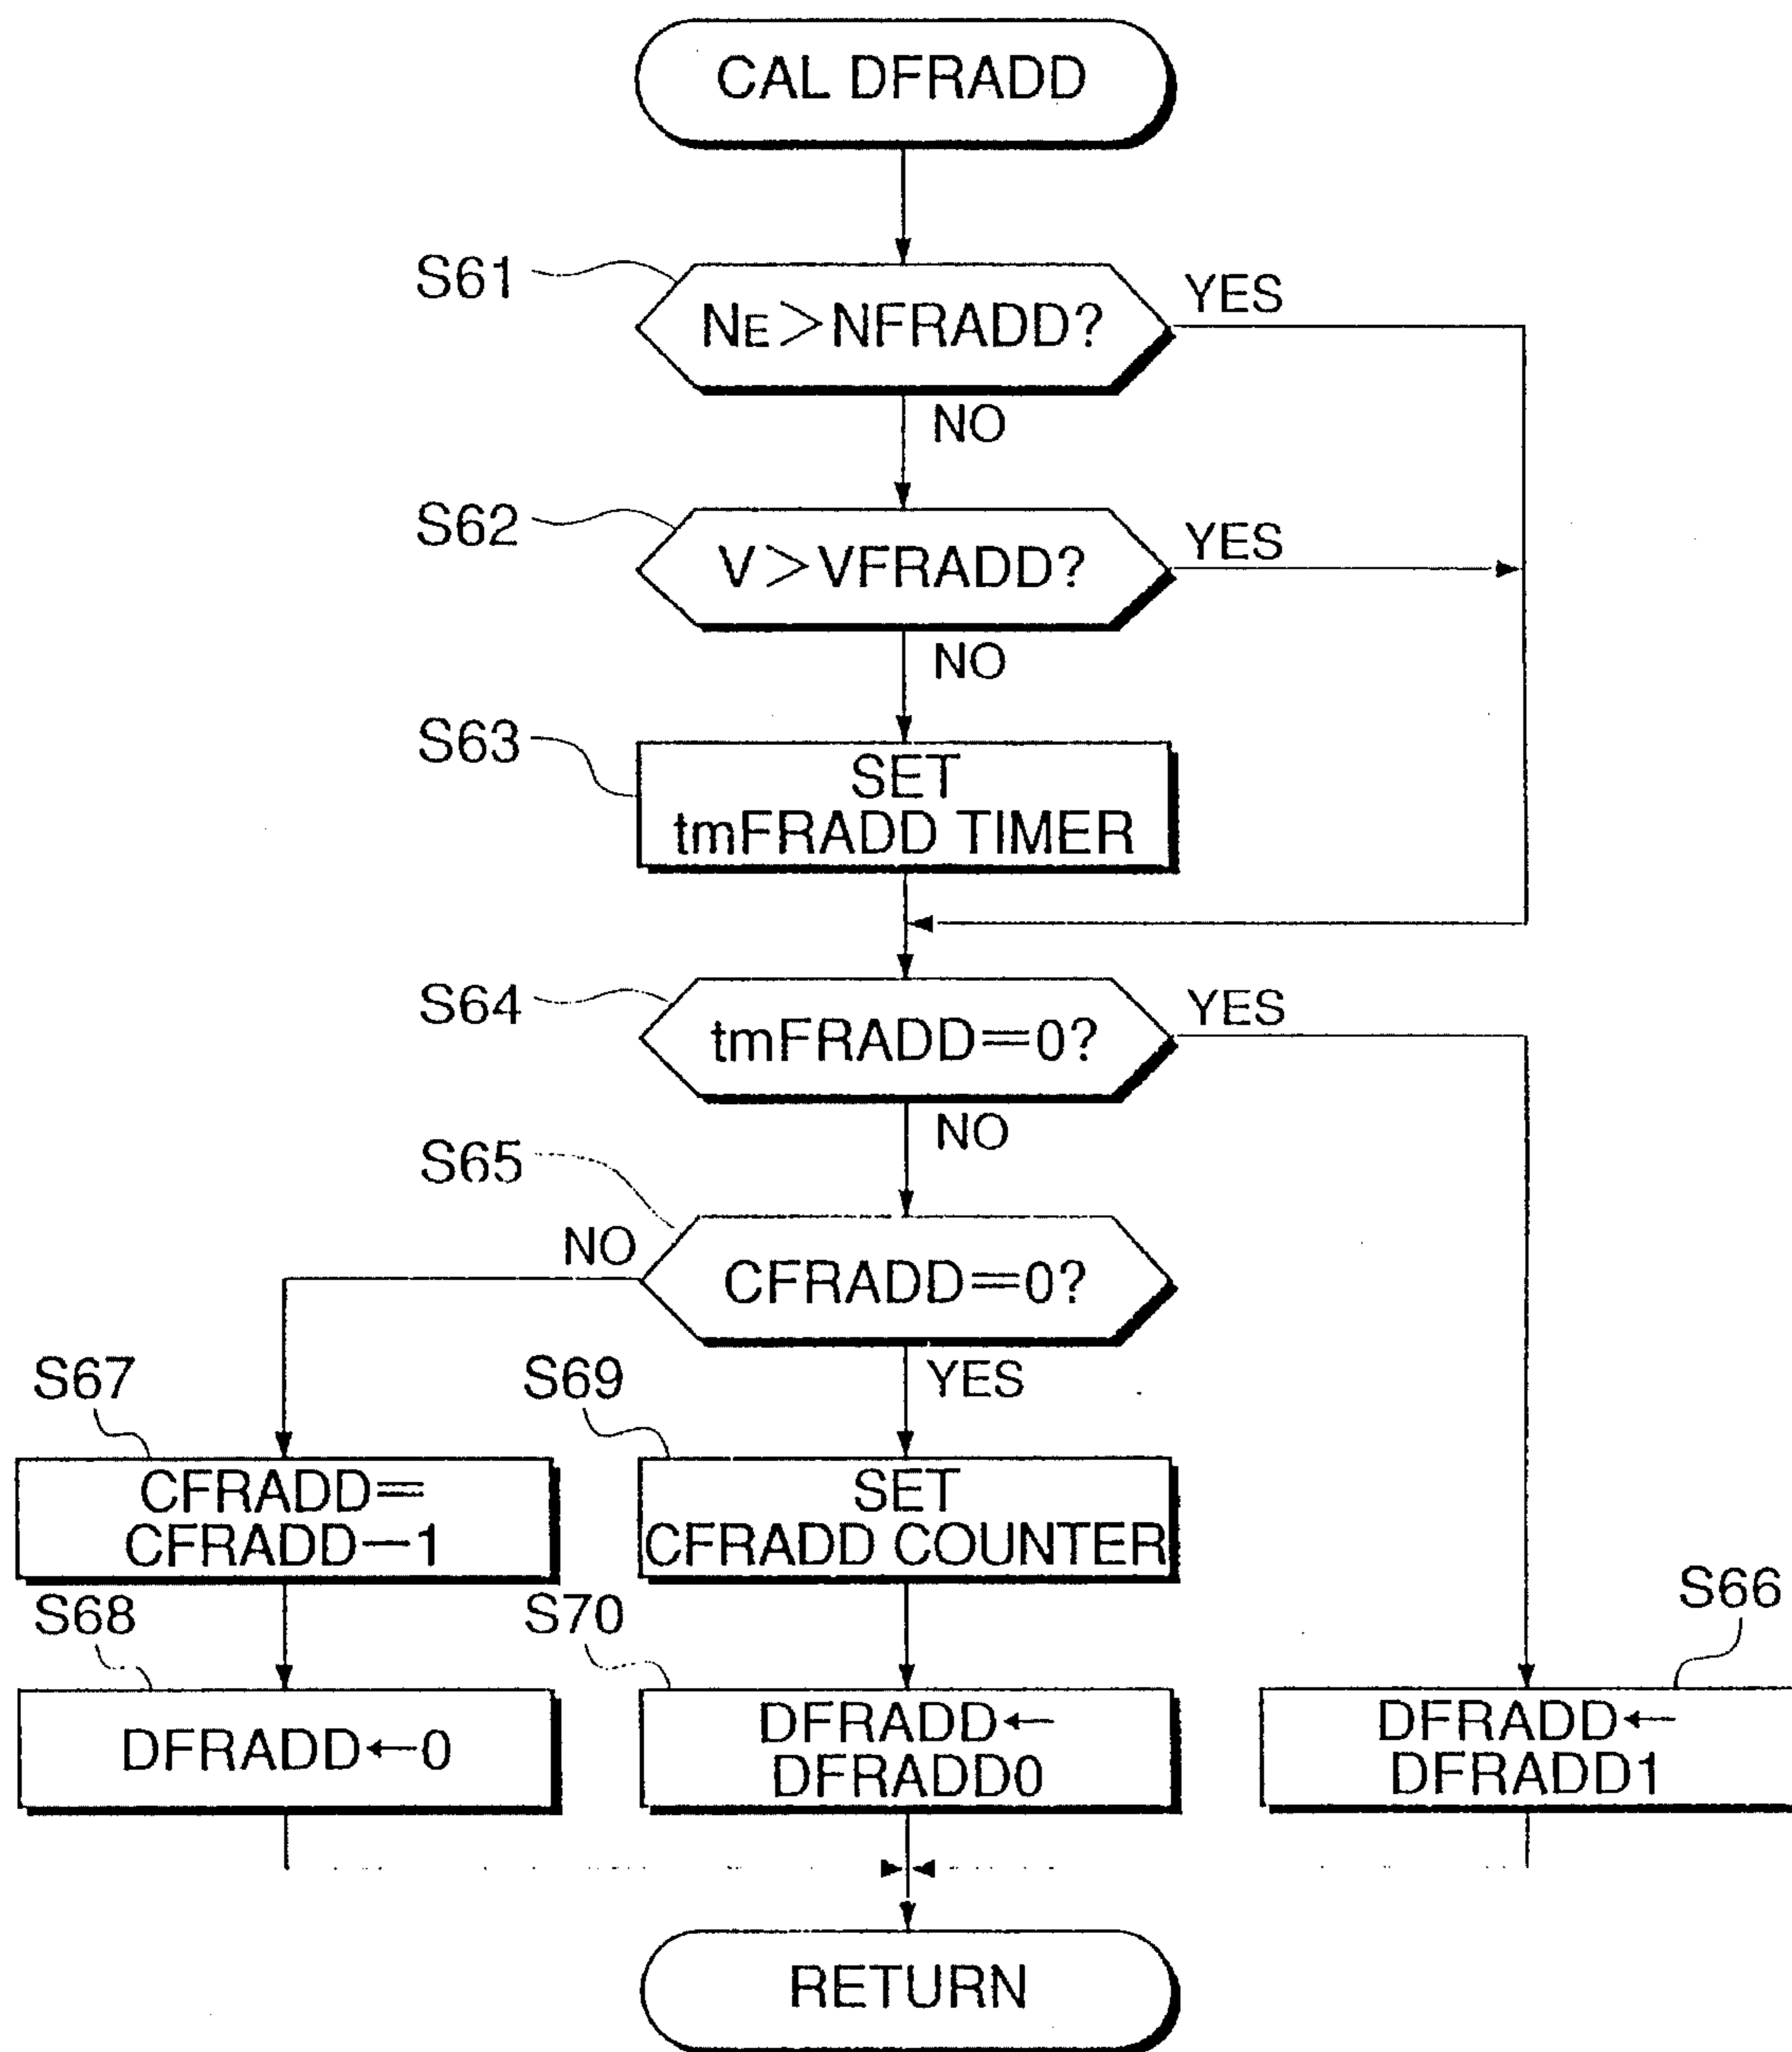 CAL DFRADD
S61
NE>NFRADD?
YES
NO
S62
V>VFRADD?
YES
NO
S63
SET
tmFRADD TIMER
S64
tmFRADD=0?
YES
NO
S65
NO
CFRADD=0?
YES
S67
CFRADD=
CFRADD-1
S69
SET
CFRADD COUNTER
S68
DFRADD←0
S70
DFRADD←
DFRADD0
S66
DFRADD←
DFRADD1
RETURN